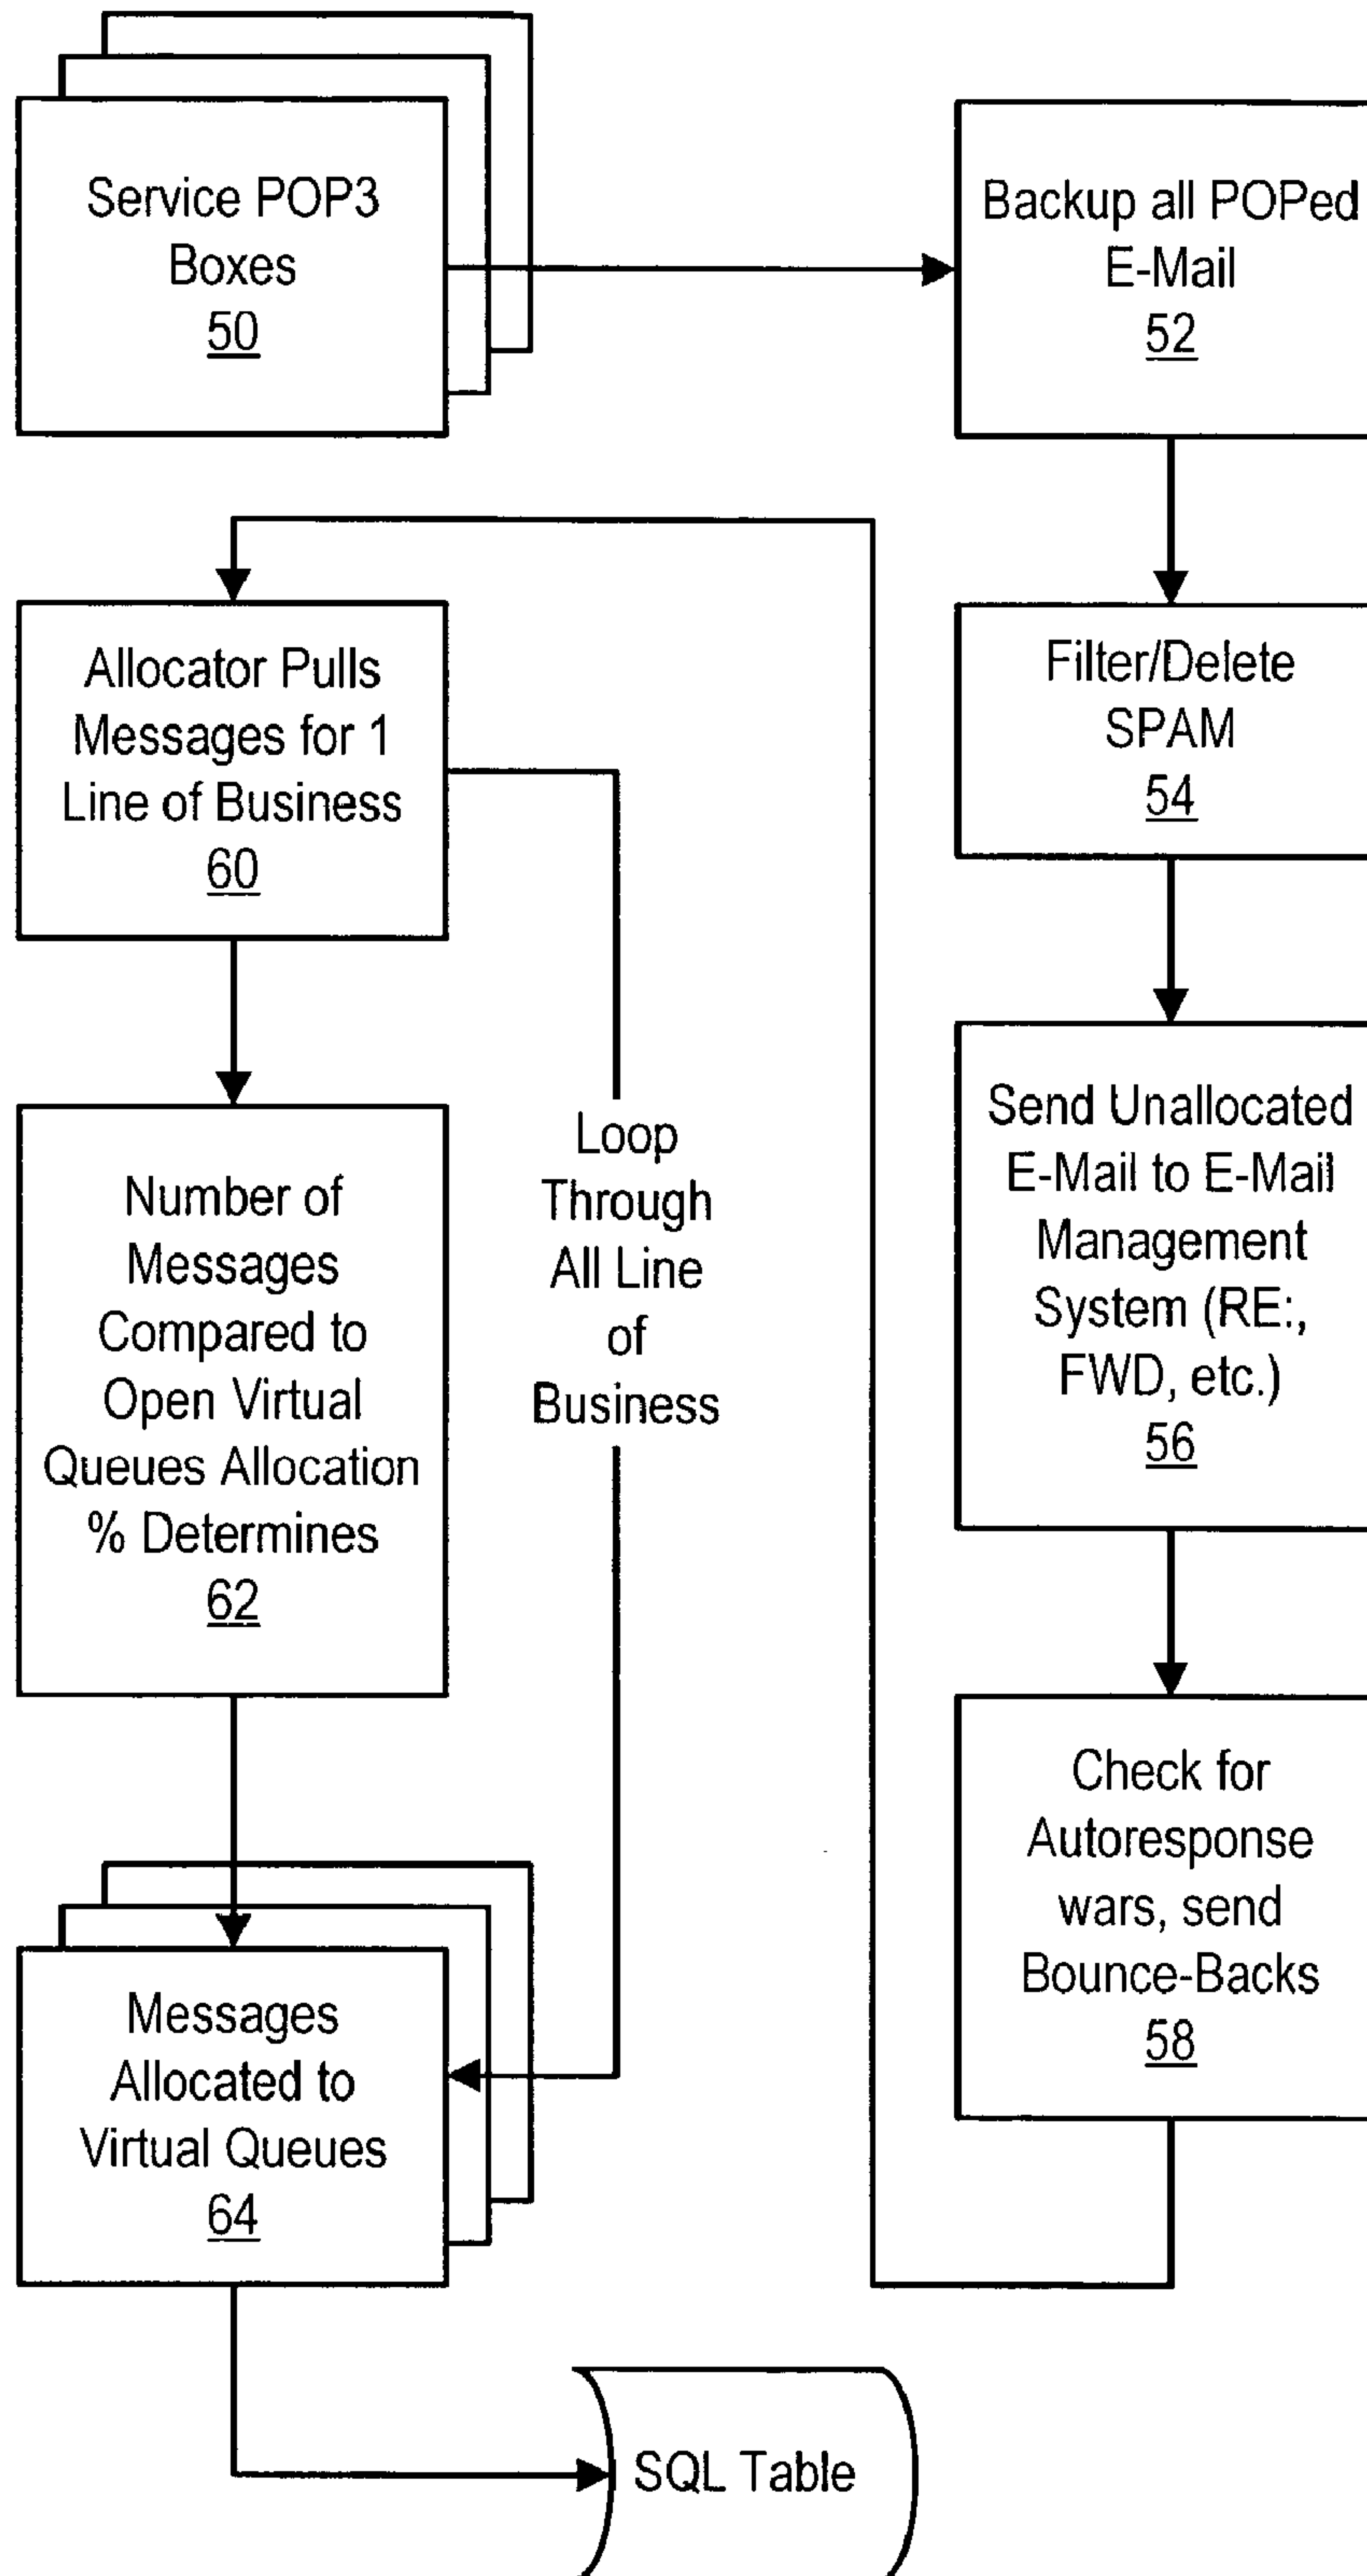 Service POP3
Boxes
50
Backup all POPed
E-Mail
52
Filter/Delete
SPAM
54
Send Unallocated
E-Mail to E-Mail
Management
System (RE:,
FWD, etc.)
56
Check for
Autoresponse
wars, send
Bounce-Backs
58
Allocator Pulls
Messages for 1
Line of Business
60
Loop
Through
All Line
of
Business
Number of
Messages
Compared to
Open Virtual
Queues Allocation
% Determines
62
Messages
Allocated to
Virtual Queues
64
SQL Table